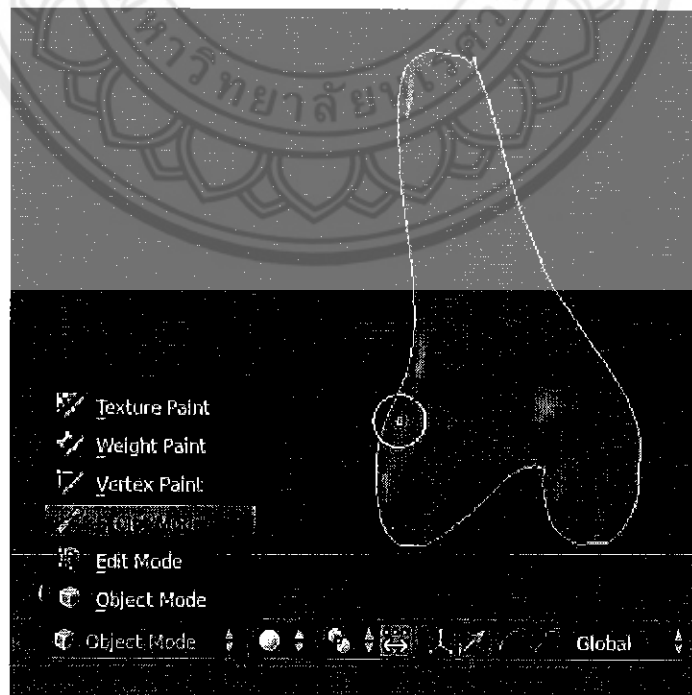 Texture Paint
Weight Paint
Vertex Paint
Edit Mode
Object Mode
Object Mode
Global